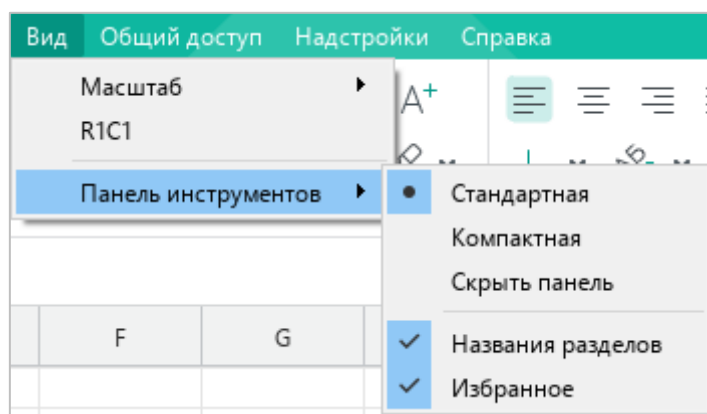 Вид Общий доступ Надстройки Справка
Масштаб
R1C1
Панель инструментов
Стандартная
Компактная
Скрыть панель
Названия разделов
Избранное
F G